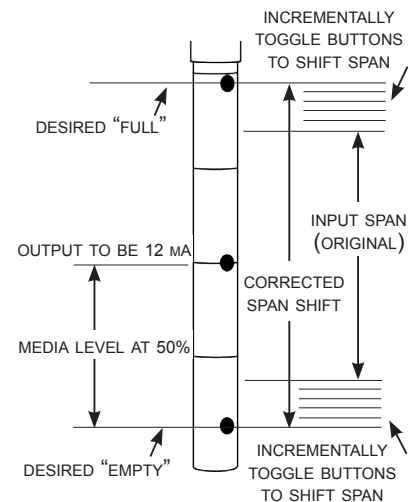 INCREMENTALLY
TOGGLE BUTTONS
TO SHIFT SPAN
DESIRED “FULL”
INPUT SPAN
(ORIGINAL)
OUTPUT TO BE 12 MA
CORRECTED
SPAN SHIFT
MEDIA LEVEL AT 50%
DESIRED “EMPTY”
INCREMENTALLY
TOGGLE BUTTONS
TO SHIFT SPAN